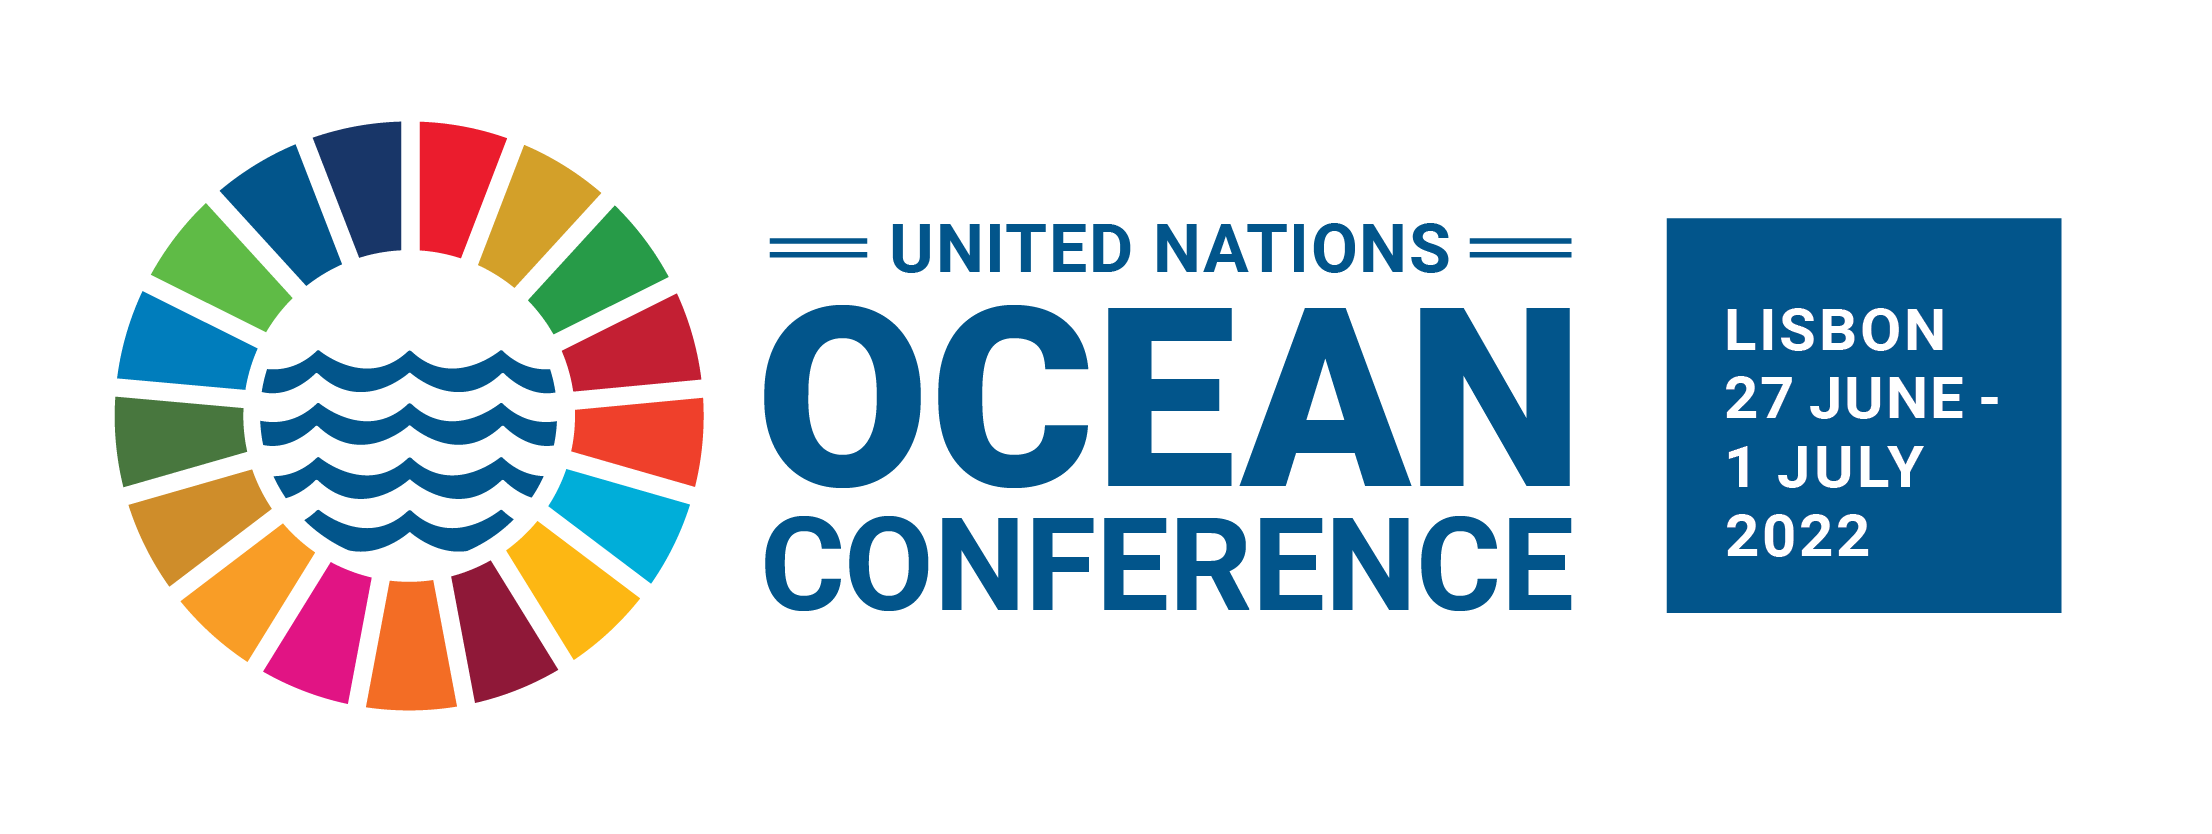 UNITED NATIONS
OCEAN
CONFERENCE
LISBON
27 JUNE -
1 JULY
2022